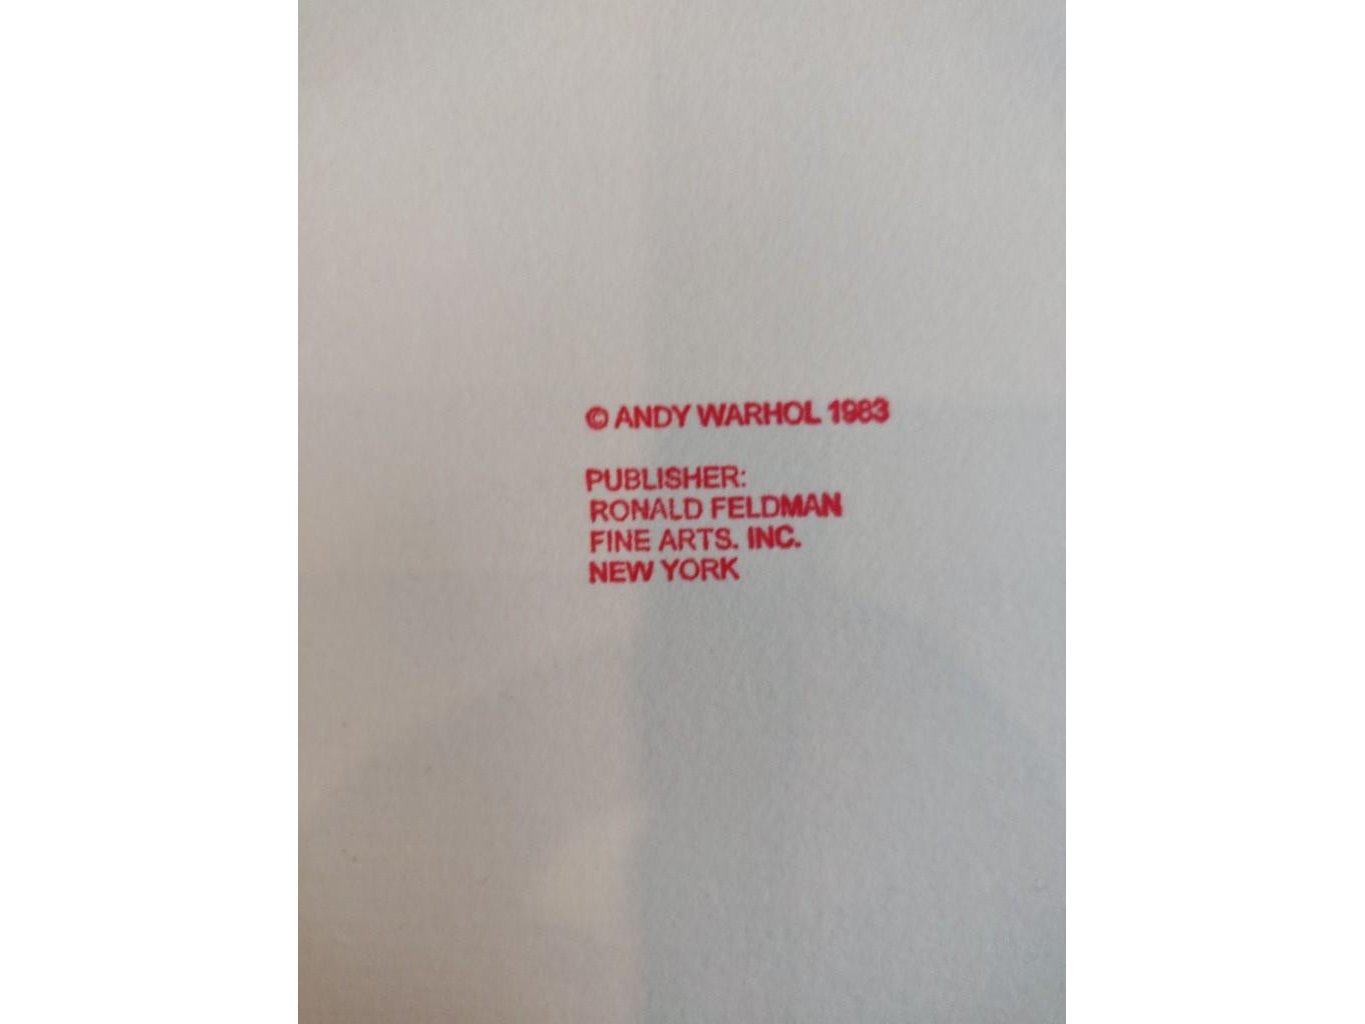 © ANDY WARHOL 1983
PUBLISHER:
RONALD FELDMAN
FINE ARTS. INC.
NEW YORK